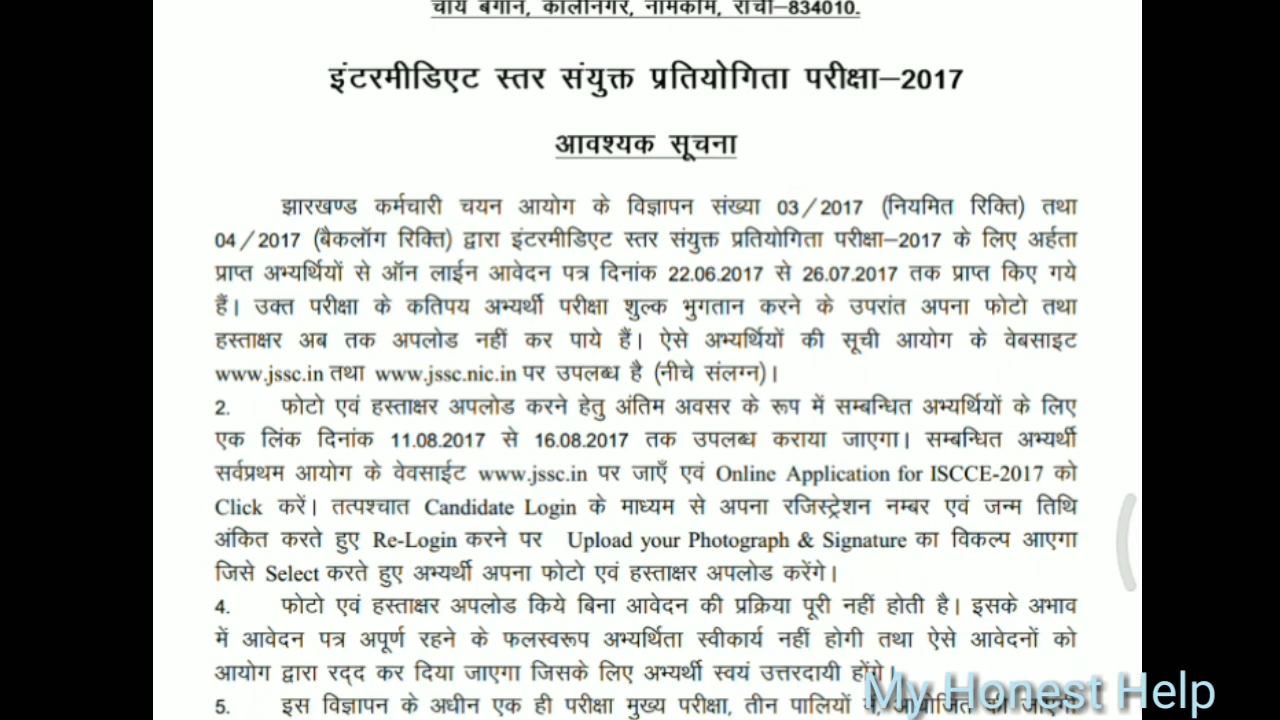 चाय बगान, कालीनगर, नामकोम, राँची–834010.
इंटरमीडिएट स्तर संयुक्त प्रतियोगिता परीक्षा–2017
आवश्यक सूचना
झारखण्ड कर्मचारी चयन आयोग के विज्ञापन संख्या 03/2017 (नियमित रिक्ति) तथा
04/2017 (बैकलॉग रिक्ति) द्वारा इंटरमीडिएट स्तर संयुक्त प्रतियोगिता परीक्षा–2017 के लिए अर्हता
प्राप्त अभ्यर्थियों से ऑन लाईन आवेदन पत्र दिनांक 22.06.2017 से 26.07.2017 तक प्राप्त किए गये
हैं। उक्त परीक्षा के कतिपय अभ्यर्थी परीक्षा शुल्क भुगतान करने के उपरांत अपना फोटो तथा
हस्ताक्षर अब तक अपलोड नहीं कर पाये हैं। ऐसे अभ्यर्थियों की सूची आयोग के वेबसाइट
www.jssc.in तथा www.jssc.nic.in पर उपलब्ध है (नीचे संलग्न)।
2. फोटो एवं हस्ताक्षर अपलोड करने हेतु अंतिम अवसर के रूप में सम्बन्धित अभ्यर्थियों के लिए
एक लिंक दिनांक 11.08.2017 से 16.08.2017 तक उपलब्ध कराया जाएगा। सम्बन्धित अभ्यर्थी
सर्वप्रथम आयोग के वेवसाईट www.jssc.in पर जाएँ एवं Online Application for ISCCE-2017 को
Click करें। तत्पश्चात Candidate Login के माध्यम से अपना रजिस्ट्रेशन नम्बर एवं जन्म तिथि
अंकित करते हुए Re-Login करने पर Upload your Photograph & Signature का विकल्प आएगा
जिसे Select करते हुए अभ्यर्थी अपना फोटो एवं हस्ताक्षर अपलोड करेंगे।
4. फोटो एवं हस्ताक्षर अपलोड किये बिना आवेदन की प्रक्रिया पूरी नहीं होती है। इसके अभाव
में आवेदन पत्र अपूर्ण रहने के फलस्वरूप अभ्यर्थिता स्वीकार्य नहीं होगी तथा ऐसे आवेदनों को
आयोग द्वारा रद्द कर दिया जाएगा जिसके लिए अभ्यर्थी स्वयं उत्तरदायी होंगे।
5. इस विज्ञापन के अधीन एक ही परीक्षा मुख्य परीक्षा, तीन पालियों में, आयोजित की जाएगी
My Honest Help